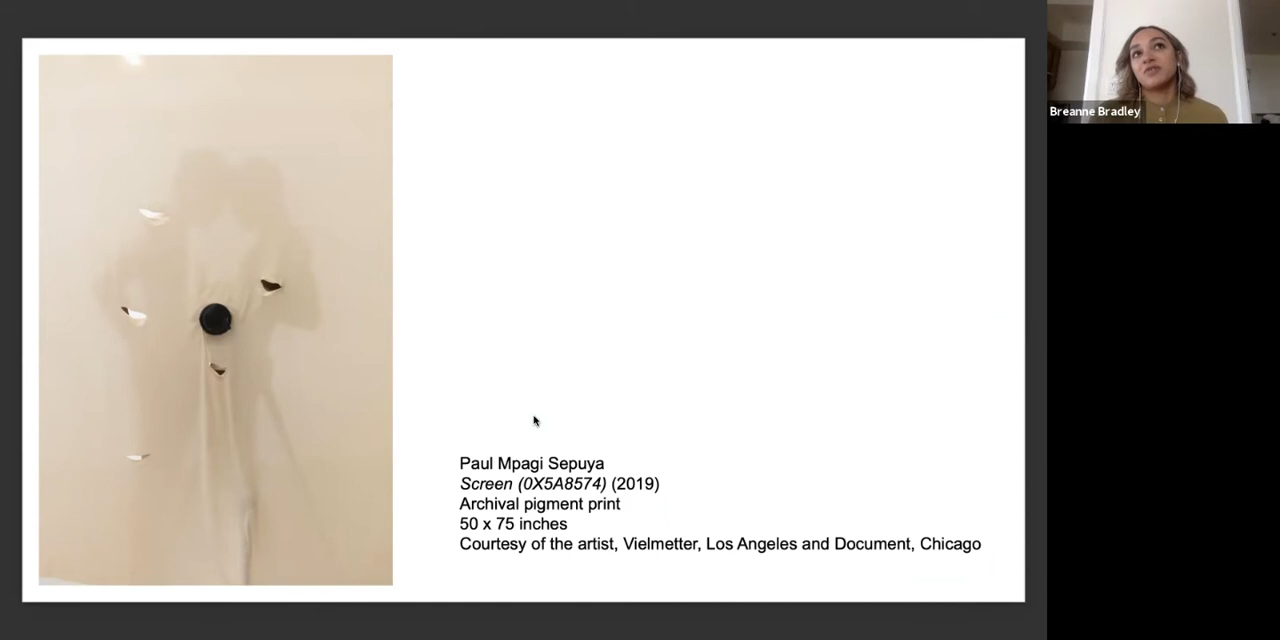 Breanne Bradley
Paul Mpagi Sepuya
Screen (0X5A8574) (2019)
Archival pigment print
50 x 75 inches
Courtesy of the artist, Vielmetter, Los Angeles and Document, Chicago